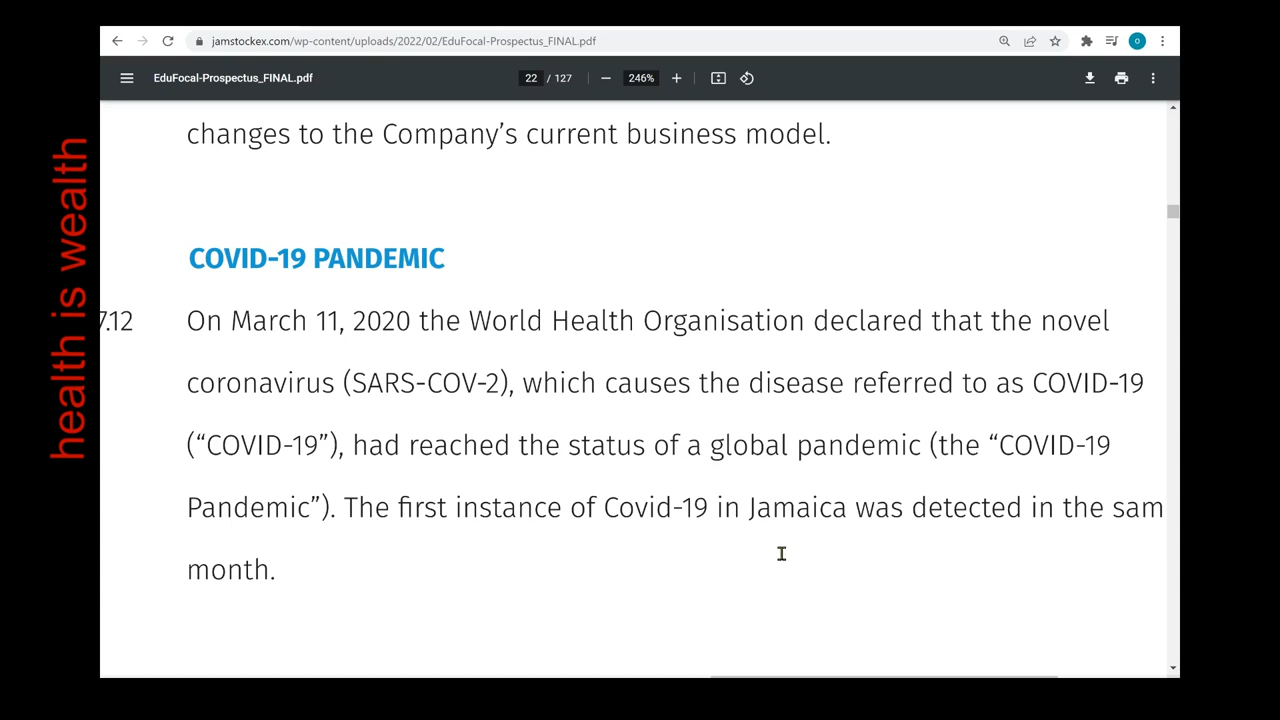 health is wealth
jamstockex.com/wp-content/uploads/2022/02/EduFocal-Prospectus_FINAL.pdf
EduFocal-Prospectus_FINAL.pdf
22 / 127
246%
changes to the Company's current business model.
COVID-19 PANDEMIC
7.12 On March 11, 2020 the World Health Organisation declared that the novel
coronavirus (SARS-COV-2), which causes the disease referred to as COVID-19
(“COVID-19”), had reached the status of a global pandemic (the “COVID-19
Pandemic”). The first instance of Covid-19 in Jamaica was detected in the sam
month.